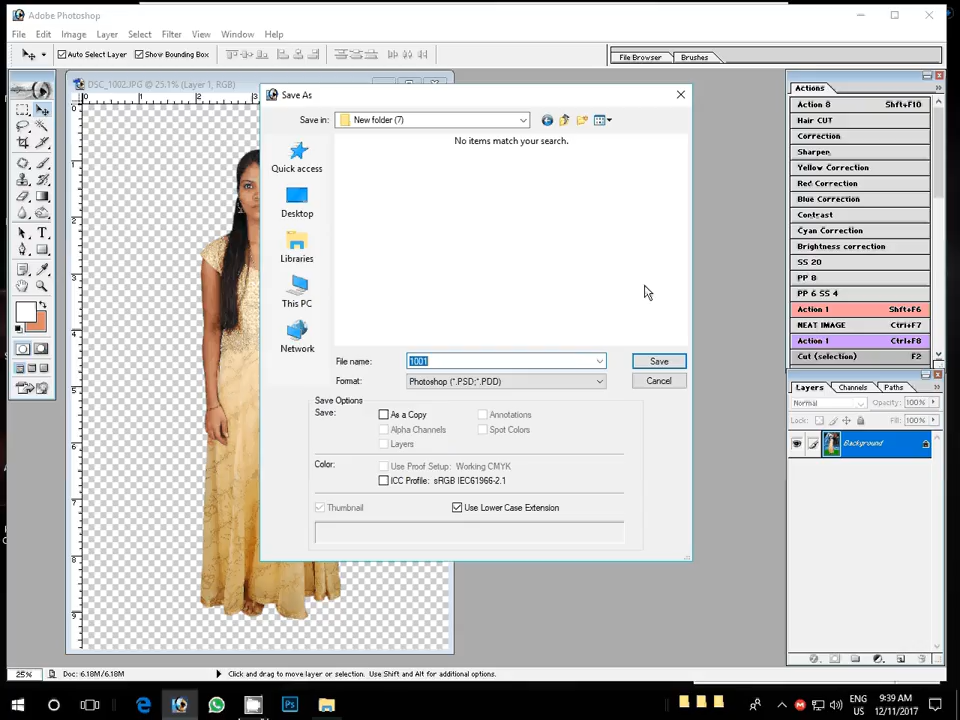 Adobe Photoshop
File Edit Image Layer Select Filter View Window Help
Auto Select Layer Show Bounding Box
File Browser Brushes
DSC_1002.JPG @ 25.1% (Layer 1, RGB)
Save As
Save in: New folder (7)
No items match your search.
Quick access
Desktop
Libraries
This PC
Network
File name: 1001
Save
Format: Photoshop (*.PSD;*.PDD)
Cancel
Save Options
Save: As a Copy Annotations
Alpha Channels Spot Colors
Layers
Color: Use Proof Setup: Working CMYK
ICC Profile: sRGB IEC61966-2.1
Thumbnail Use Lower Case Extension
Actions
Action 8 Shft+F10
Hair CUT
Correction
Sharpen
Yellow Correction
Red Correction
Blue Correction
Contrast
Cyan Correction
Brightness correction
SS 20
PP 8
PP 6 SS 4
Action 1 Shft+F6
NEAT IMAGE Ctrl+F7
Action 1 Ctrl+F8
Cut (selection) F2
Layers Channels Paths
Normal Opacity: 100%
Lock: Fill: 100%
Background
25% Doc: 6.18M/6.18M Click and drag to move layer or selection. Use Shift and Alt for additional options.
ENG 9:39 AM
US 12/11/2017